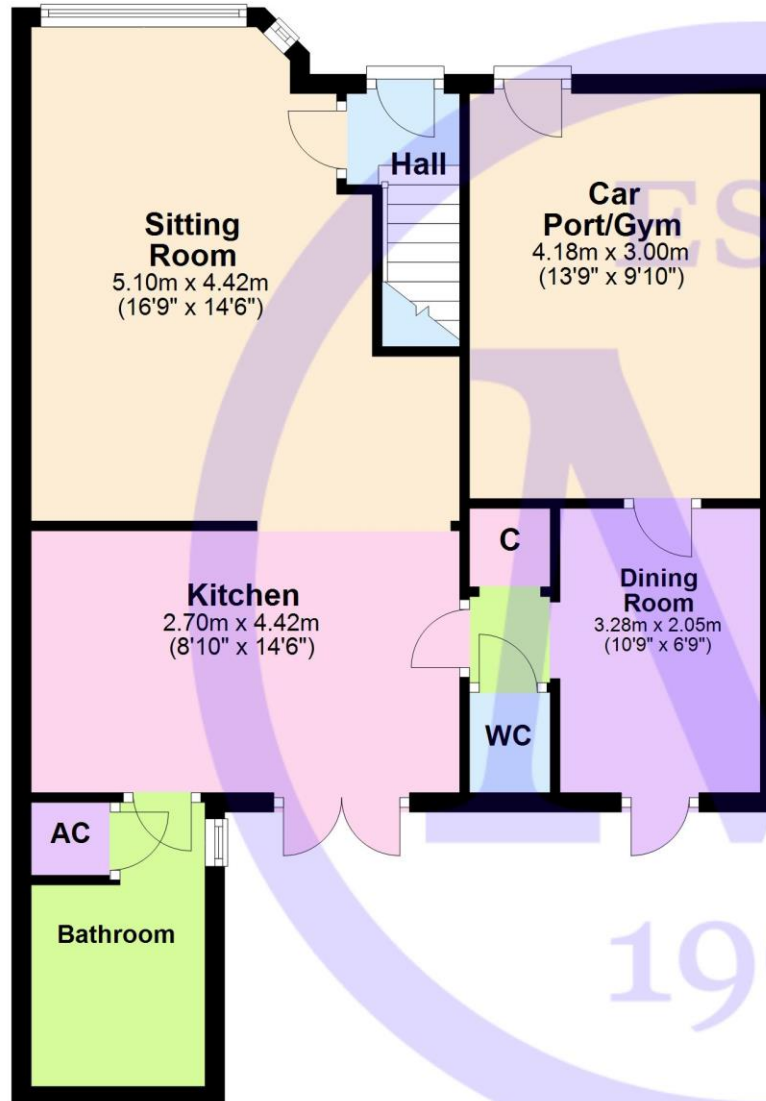 Hall
Sitting
Room
5.10m x 4.42m
(16'9" x 14'6")
Car
Port/Gym
4.18m x 3.00m
(13'9" x 9'10")
ES
M
Kitchen
2.70m x 4.42m
(8'10" x 14'6")
C
Dining
Room
3.28m x 2.05m
(10'9" x 6'9")
WC
AC
Bathroom
19